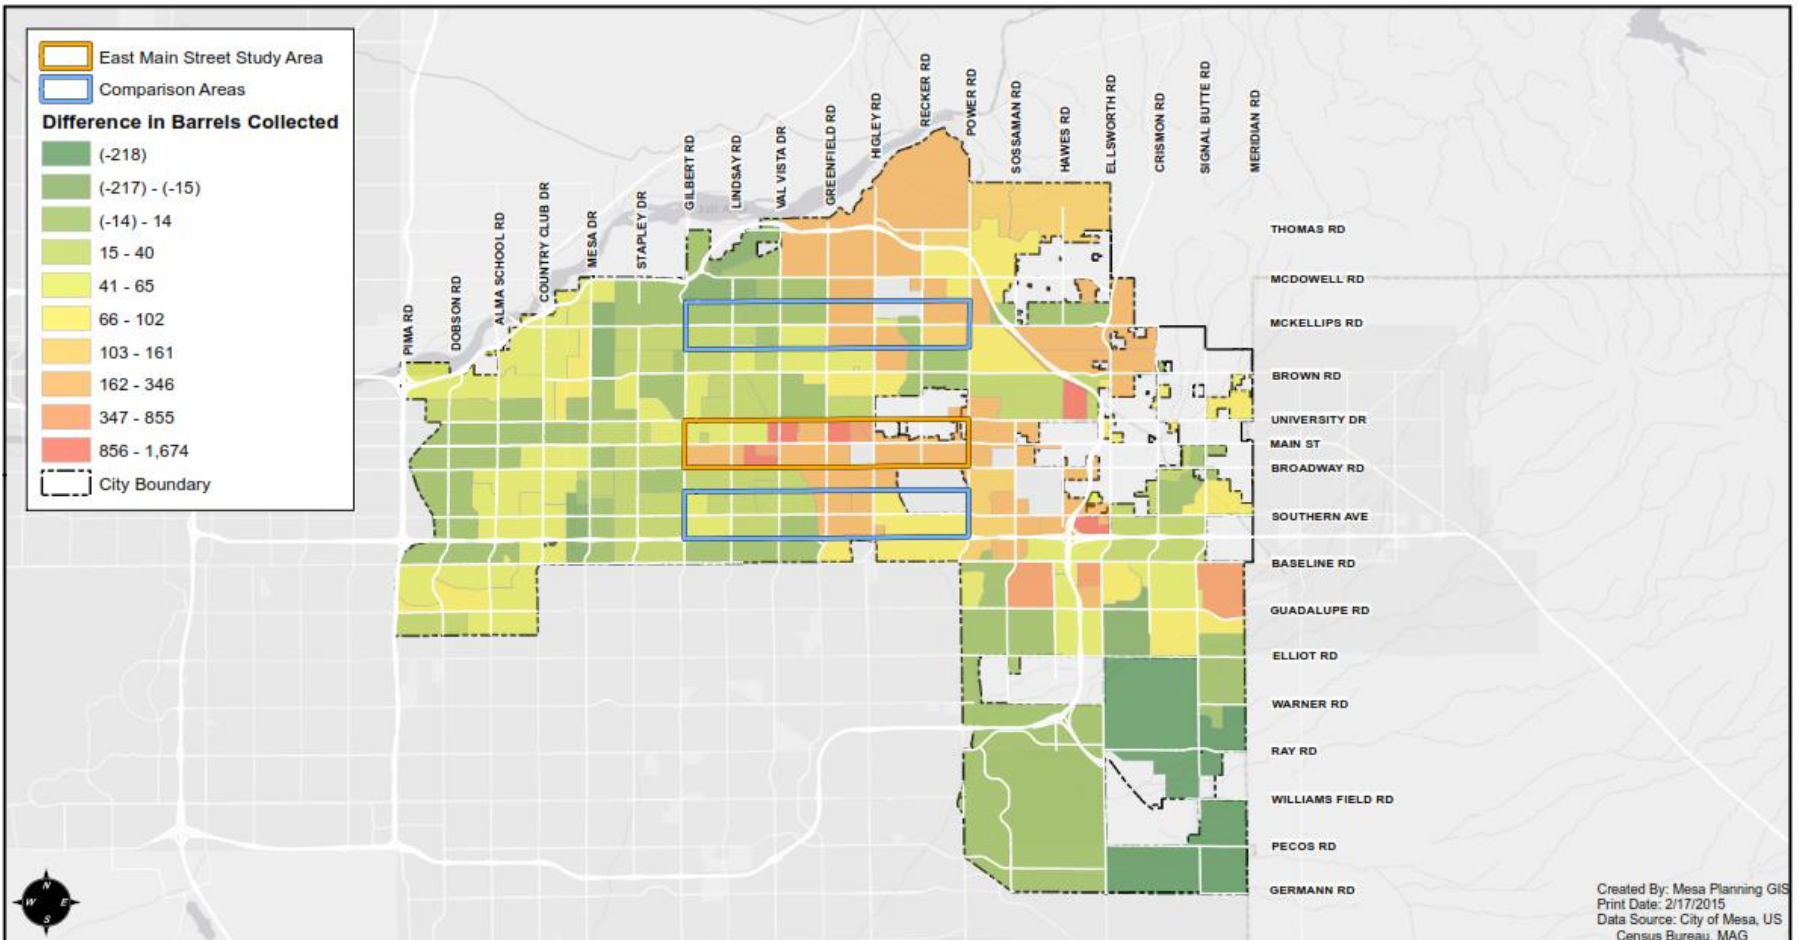 East Main Street Study Area
Comparison Areas
Difference in Barrels Collected
(-218)
(-217) - (-15)
(-14) - 14
15 - 40
41 - 65
66 - 102
103 - 161
162 - 346
347 - 855
856 - 1,674
City Boundary
PIMA RD
DOBSON RD
ALMA SCHOOL RD
COUNTRY CLUB DR
MESA DR
STAPLEY DR
GILBERT RD
LINDSAY RD
VAL VISTA DR
GREENFIELD RD
HIGLEY RD
RECKER RD
POWER RD
SOSSAMAN RD
HAWES RD
ELLSWORTH RD
CRISMON RD
SIGNAL BUTTE RD
MERIDIAN RD
THOMAS RD
MCDOWELL RD
MCKELLIPS RD
BROWN RD
UNIVERSITY DR
MAIN ST
BROADWAY RD
SOUTHERN AVE
BASELINE RD
GUADALUPE RD
ELLIOT RD
WARNER RD
RAY RD
WILLIAMS FIELD RD
PECOS RD
GERMANN RD
N
W E
S
Created By: Mesa Planning GIS
Print Date: 2/17/2015
Data Source: City of Mesa, US
Census Bureau, MAG